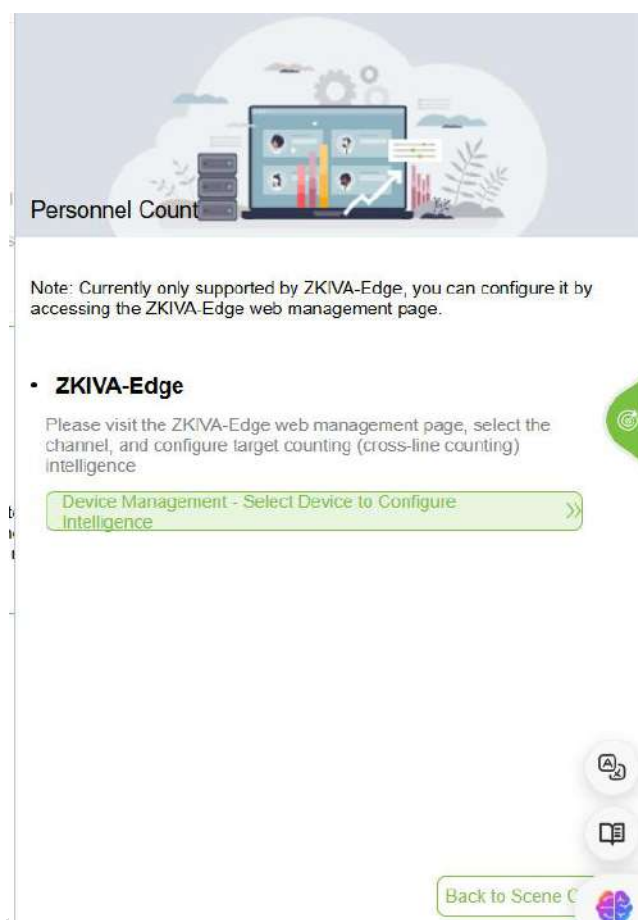 Personnel Count
Note: Currently only supported by ZKIVA-Edge, you can configure it by
accessing the ZKIVA-Edge web management page.
• ZKIVA-Edge
Please visit the ZKIVA-Edge web management page, select the
channel, and configure target counting (cross-line counting)
intelligence
Device Management - Select Device to Configure
Intelligence
Back to Scene